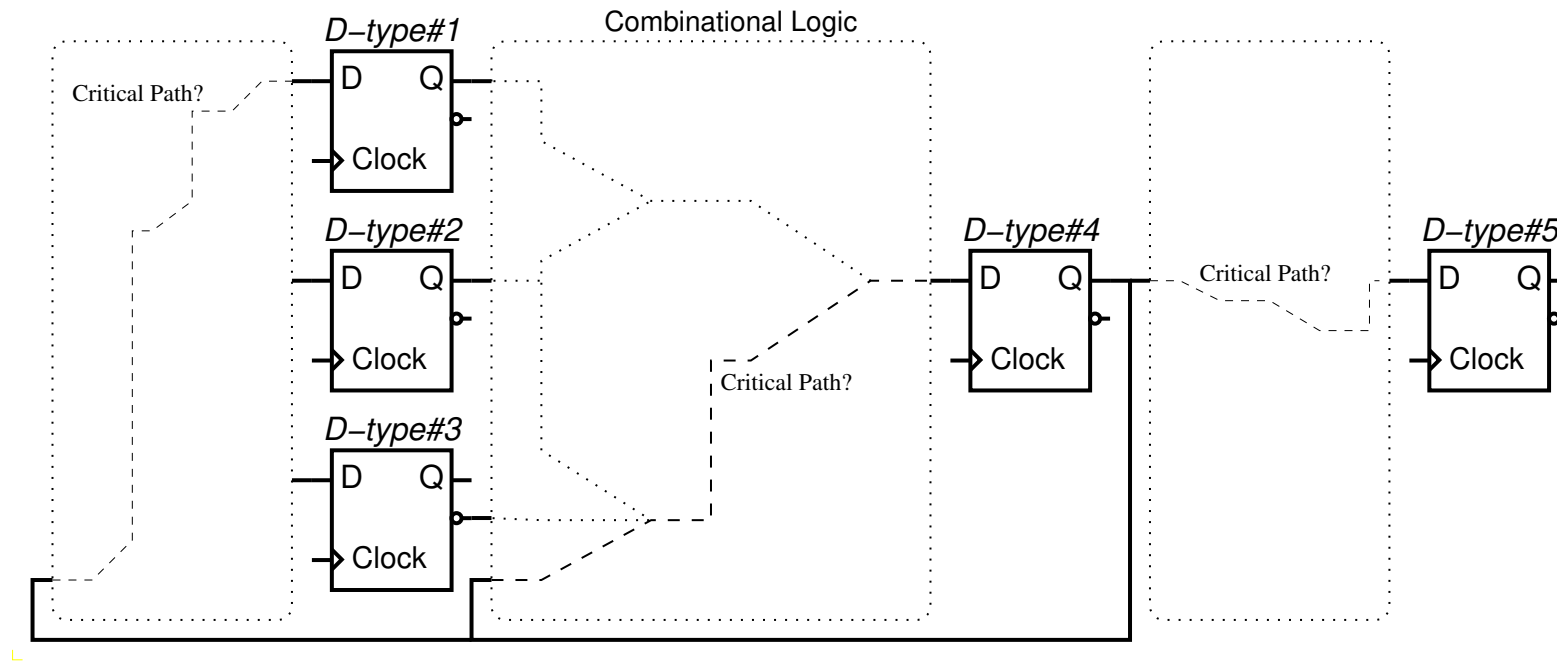 Combinational Logic
D−type#1
D Q
Clock
Critical Path?
D−type#2
D Q
Clock
D−type#3
D Q
Clock
Critical Path?
D−type#4
D Q
Clock
Critical Path?
D−type#5
D Q
Clock